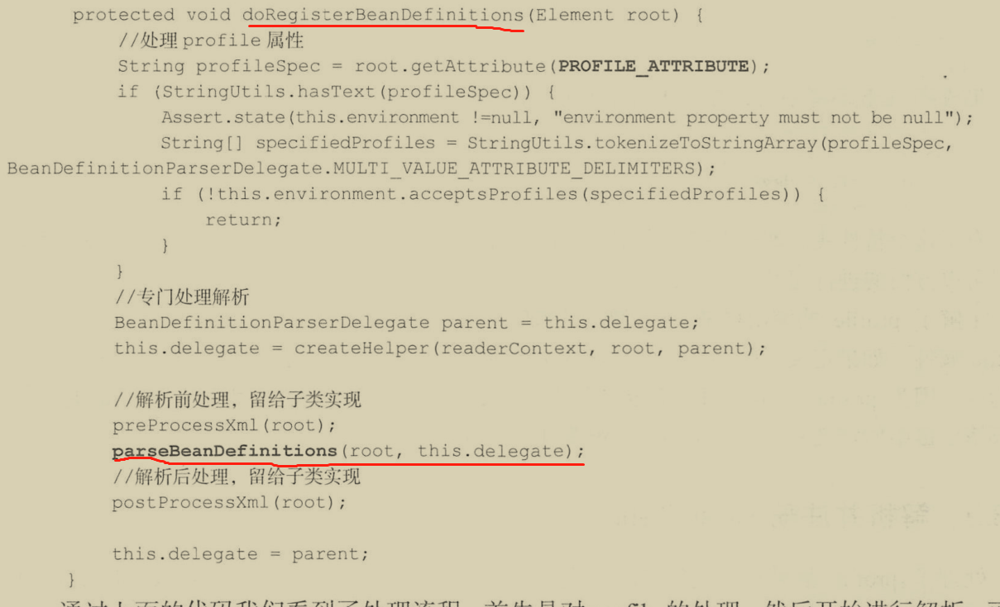 protected void doRegisterBeanDefinitions(Element root) {
//处理 profile 属性
String profileSpec = root.getAttribute(PROFILE_ATTRIBUTE);
if (StringUtils.hasText(profileSpec)) {
Assert.state(this.environment !=null, "environment property must not be null");
String[] specifiedProfiles = StringUtils.tokenizeToStringArray(profileSpec,
BeanDefinitionParserDelegate.MULTI_VALUE_ATTRIBUTE_DELIMITERS);
if (!this.environment.acceptsProfiles(specifiedProfiles)) {
return;
}
}
//专门处理解析
BeanDefinitionParserDelegate parent = this.delegate;
this.delegate = createHelper(readerContext, root, parent);
//解析前处理，留给子类实现
preProcessXml(root);
parseBeanDefinitions(root, this.delegate);
//解析后处理，留给子类实现
postProcessXml(root);
this.delegate = parent;
}